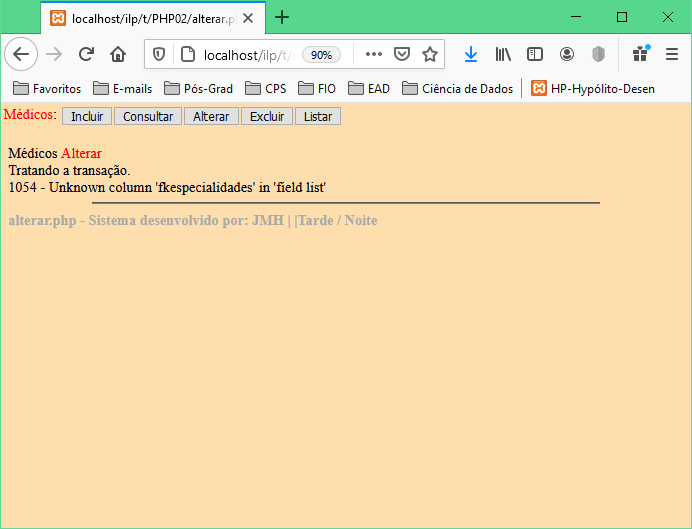 localhost/ilp/t/PHP02/alterar.p
localhost/ilp/t/ 90%
Favoritos E-mails Pós-Grad CPS FIO EAD Ciência de Dados HP-Hypólito-Desen
Médicos: Incluir Consultar Alterar Excluir Listar
Médicos Alterar
Tratando a transação.
1054 - Unknown column 'fkespecialidades' in 'field list'
alterar.php - Sistema desenvolvido por: JMH | |Tarde / Noite